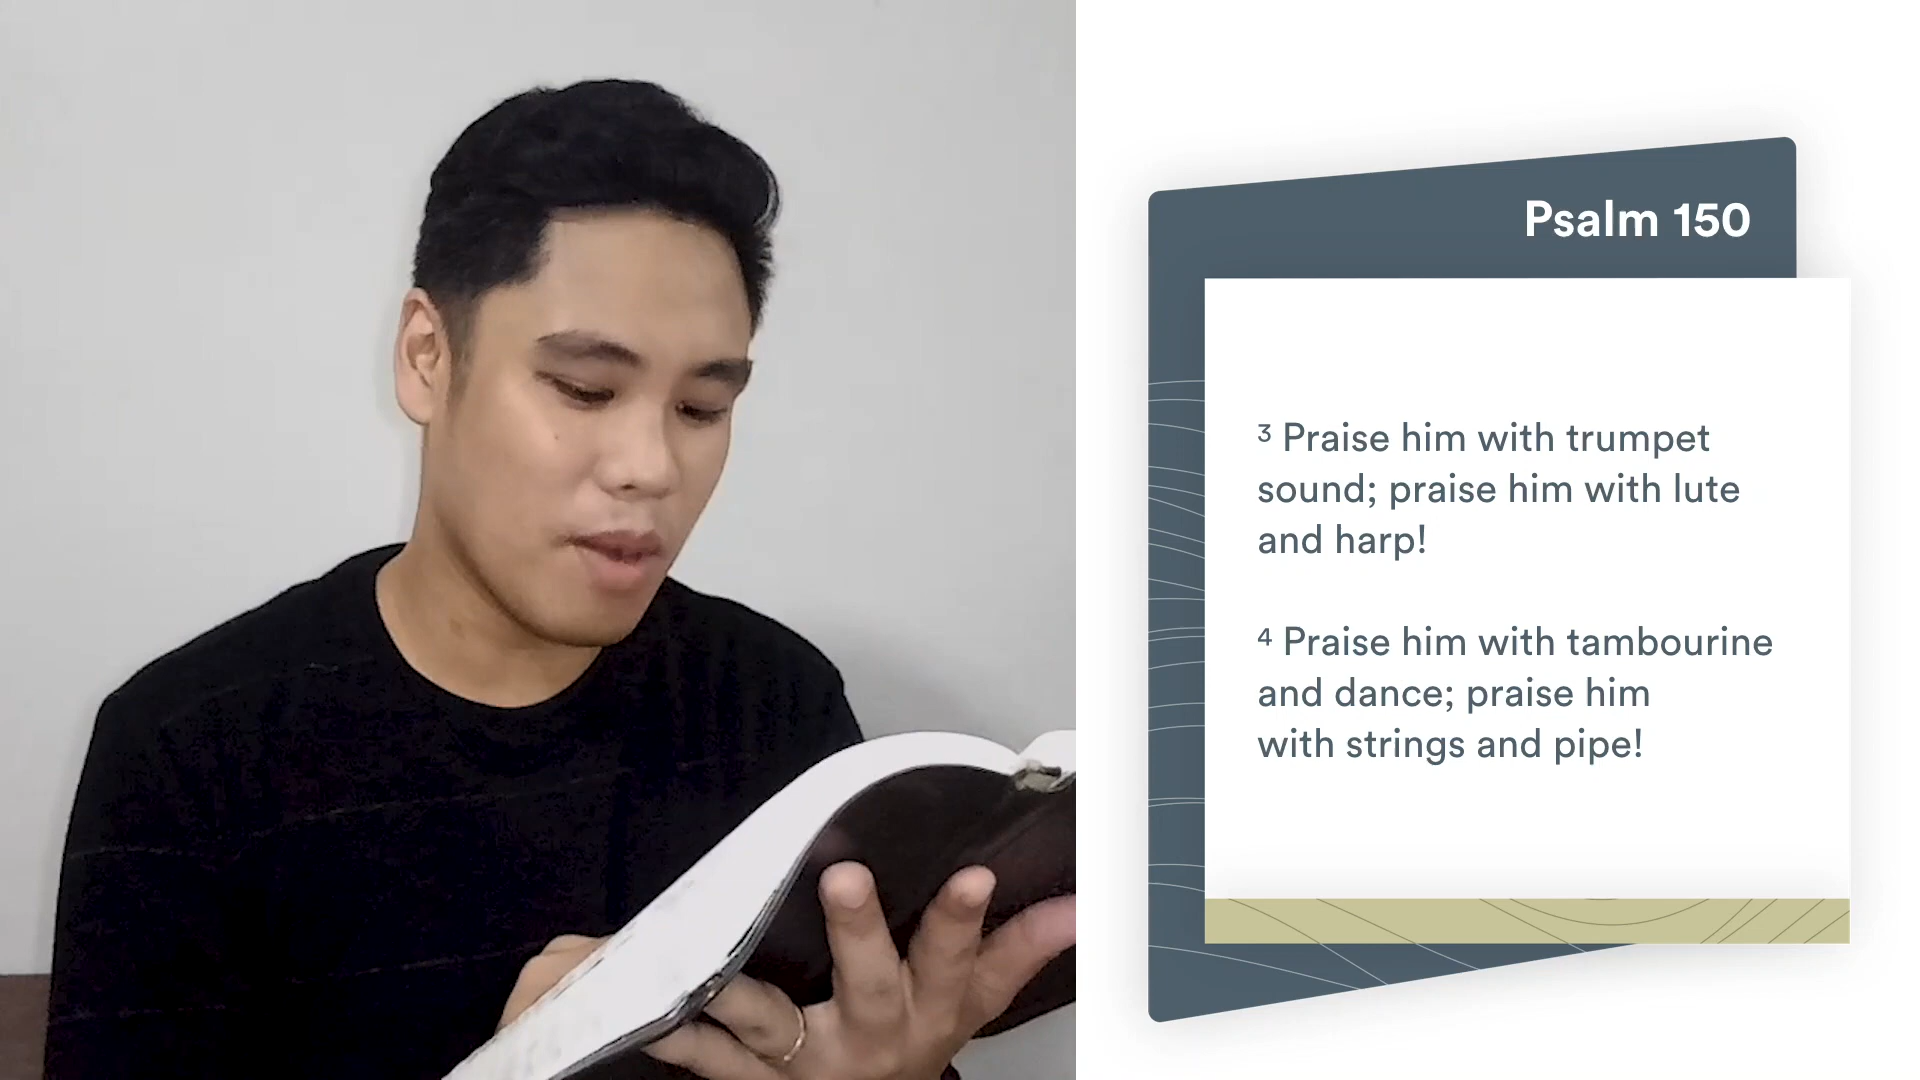 Psalm 150
³ Praise him with trumpet
sound; praise him with lute
and harp!
⁴ Praise him with tambourine
and dance; praise him
with strings and pipe!